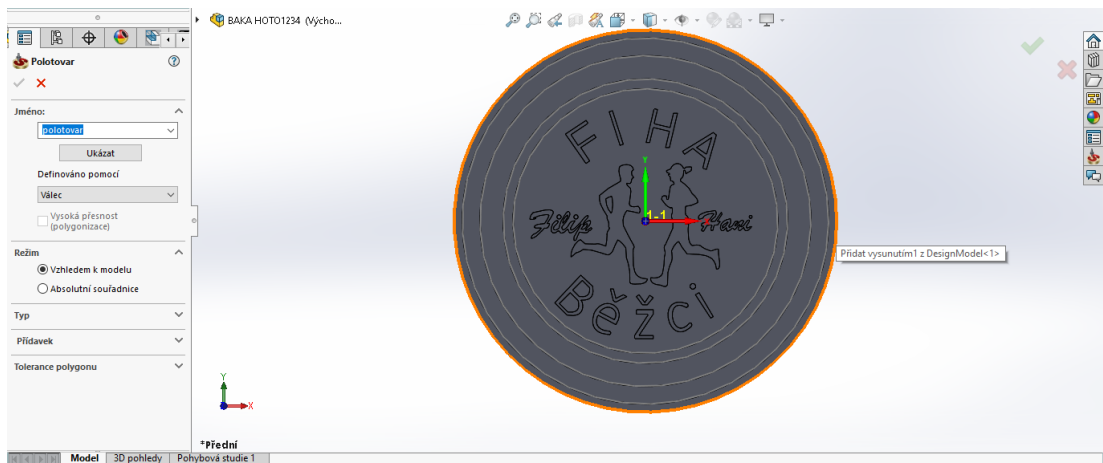 BAKA HOTO1234 (Výcho...
Polotovar
Jméno:
polotovar
Ukázat
Definováno pomocí
Válec
Vysoká přesnost
(polygonizace)
Režim
Vzhledem k modelu
Absolutní souřadnice
Typ
Přídavek
Tolerance polygonu
FIHA
Y
1-1
Filip
Hani
Běžci
Přidat vysunutím1 z DesignModel<1>
Y
X
*Přední
Model
3D pohledy
Pohybová studie 1